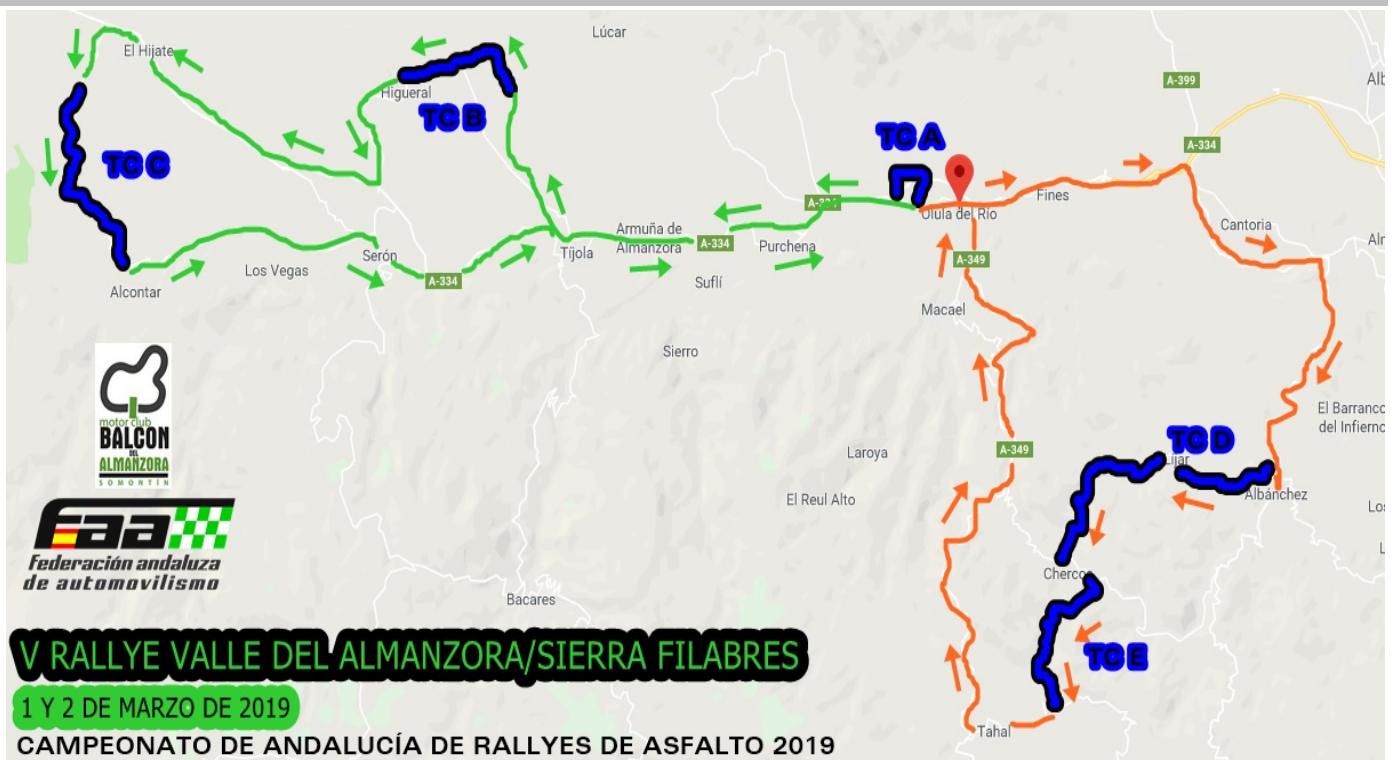 Lúcar
El Hijate
A-399
Higueral
TC B
TC A
A-334
TC C
Fines
Olula del Río
Cantoria
Armuña de
Almanzora
A-334
Purchena
Serón
Tíjola
A-349
Los Vegas
A-334
Suflí
Alcontar
Macael
Sierro
motor club
BALCON
DEL
ALMANZORA
SOMONTÍN
El Barranco
del Infierno
TC D
Laroya
A-349
Líjar
El Reul Alto
Albánchez
faa
Federación andaluza
de automovilismo
Chercos
Bacares
TC E
V RALLYE VALLE DEL ALMANZORA/SIERRA FILABRES
1 Y 2 DE MARZO DE 2019
Tahal
CAMPEONATO DE ANDALUCÍA DE RALLYES DE ASFALTO 2019